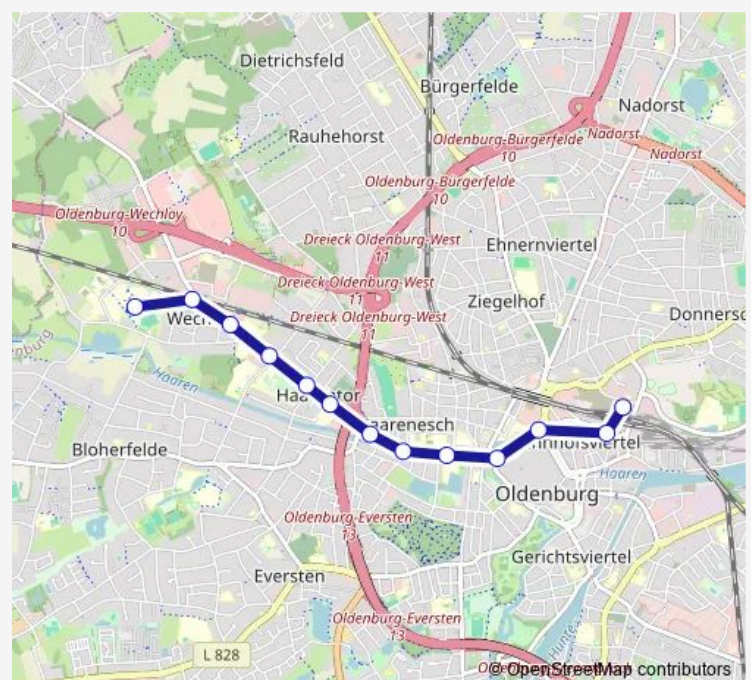 Dietrichsfeld
Bürgerfelde
Nadorst
Rauhehorst
Oldenburg-Bürgerfelde
10
Nadorst
Nadorst
Oldenburg-Bürgerfelde
10
Oldenburg-Wechloy
10
Dreieck Oldenburg-West
11
Ehnernviertel
Dreieck Oldenburg-West
11
Ziegelhof
Dreieck Oldenburg-West
11
Haaren
Bloherfelde
Haaren
Oldenburg
Oldenburg-Eversten
13
Gerichtsviertel
Eversten
Oldenburg-Eversten
13
Hunte
L 828
© OpenStreetMap contributors